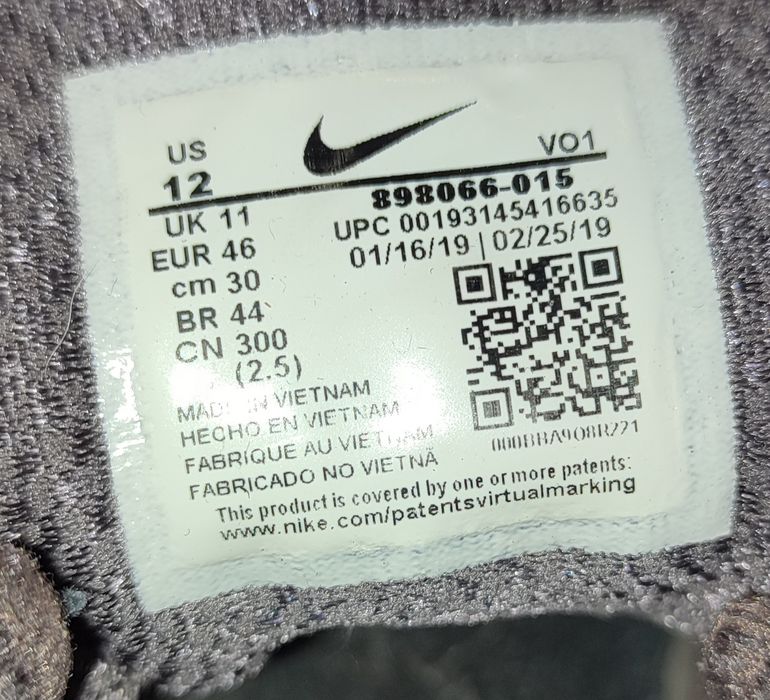 US
12
VO1
UK 11
EUR 46
cm 30
BR 44
CN 300
(2.5)
898066-015
UPC 00193145416635
01/16/19 | 02/25/19
MADE IN VIETNAM
HECHO EN VIETNAM
FABRIQUE AU VIETNAM
FABRICADO NO VIETNÃ
This product is covered by one or more patents:
www.nike.com/patentsvirtualmarking